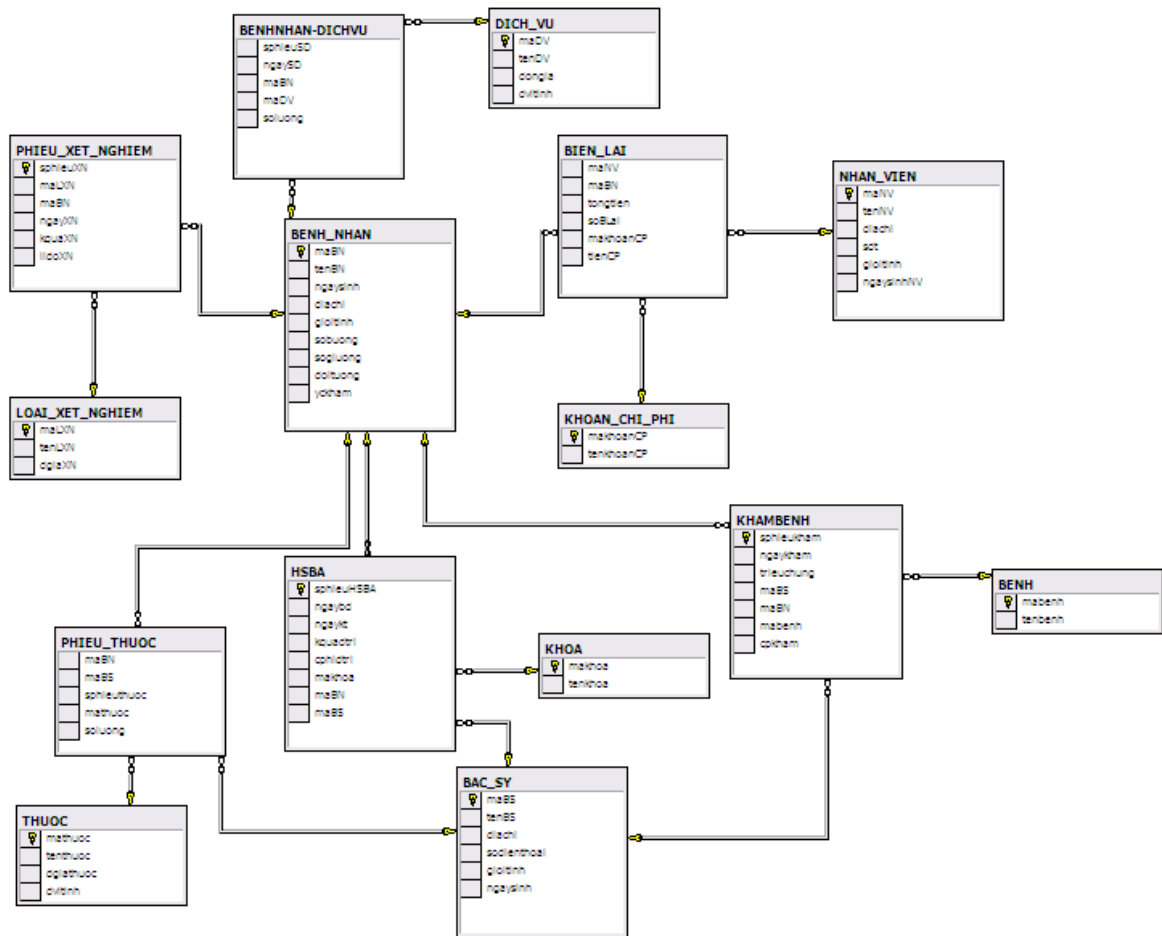 BENHNHAN-DICHVU
sphieuSD
ngaySD
maBN
maDV
soluong
DICH_VU
maDV
tenDV
dongia
dvitinh
PHIEU_XET_NGHIEM
sphieuXN
maLXN
maBN
ngayXN
kquaXN
lidoXN
BIEN_LAI
maNV
maBN
tongtien
soBLai
makhoanCP
tienCP
NHAN_VIEN
maNV
tenNV
diachi
sdt
gioitinh
ngaysinhNV
BENH_NHAN
maBN
tenBN
ngaysinh
diachi
gioitinh
sobuong
sogiuong
doituong
yckham
LOAI_XET_NGHIEM
maLXN
tenLXN
dgiaXN
KHOAN_CHI_PHI
makhoanCP
tenkhoanCP
KHAMBENH
sphieukham
ngaykham
trieuchung
maBS
maBN
mabenh
cpkham
BENH
mabenh
tenbenh
HSBA
sphieuHSBA
ngaybd
ngaykt
kquadtri
cphidtri
makhoa
maBN
maBS
KHOA
makhoa
tenkhoa
PHIEU_THUOC
maBN
maBS
sphieuthuoc
mathuoc
soluong
BAC_SY
maBS
tenBS
diachi
sodienthoai
gioitinh
ngaysinh
THUOC
mathuoc
tenthuoc
dgiathuoc
dvitinh